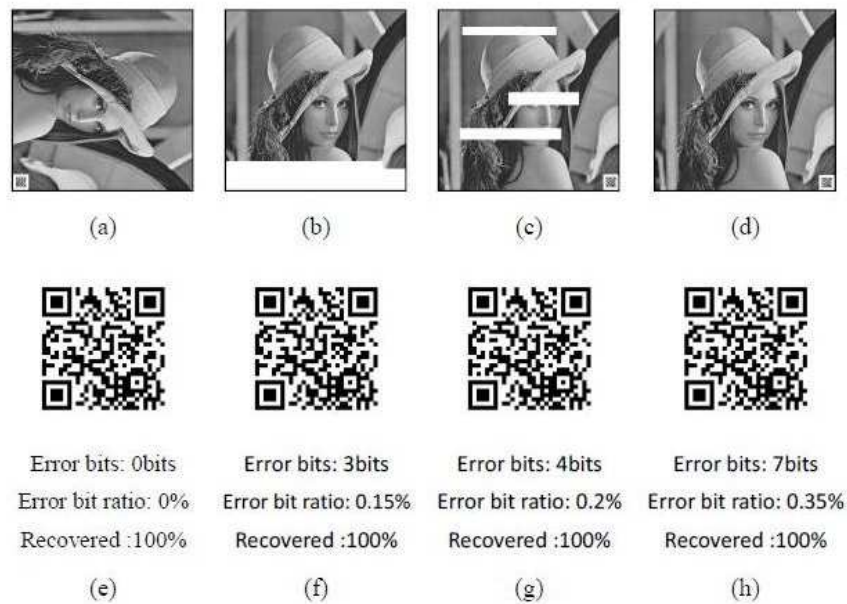 (a) (b) (c) (d)
Error bits: 0bits Error bits: 3bits Error bits: 4bits Error bits: 7bits
Error bit ratio: 0% Error bit ratio: 0.15% Error bit ratio: 0.2% Error bit ratio: 0.35%
Recovered :100% Recovered :100% Recovered :100% Recovered :100%
(e) (f) (g) (h)